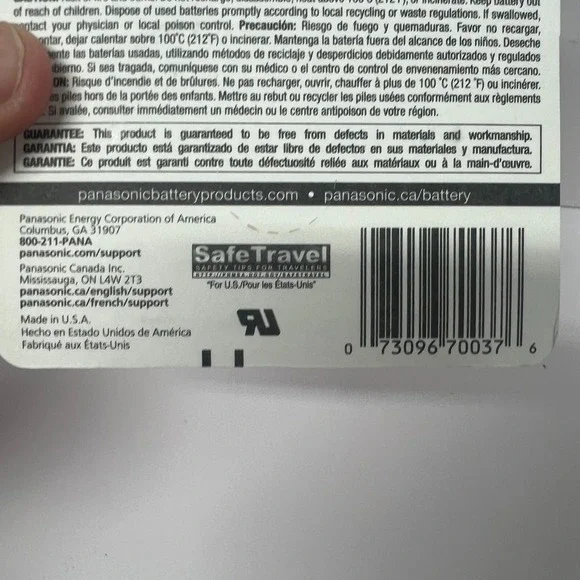 of reach of children. Dispose of used batteries promptly according to local recycling or waste regulations. If swallowed,
contact your physician or local poison control. Precaución: Riesgo de fuego y quemaduras. Favor no recargar,
dejar calentar sobre 100°C (212°F) o incinerar. Mantenga la batería fuera del alcance de los niños. Deseche
las baterías usadas, utilizando métodos de reciclaje y desperdicios debidamente autorizados y regulados
Si sea tragada, comuniquese con su médico o el centro de control de envenenamiento más cercano.
Risque d'incendie et de brûlures. Ne pas recharger, ouvrir, chauffer à plus de 100 °C (212 °F) ou incinérer.
piles hors de la portée des enfants. Mettre au rebut ou recycler les piles usées conformément aux règlements
Si avalée, consulter immédiatement un médecin ou le centre antipoison de votre région.
GUARANTEE: This product is guaranteed to be free from defects in materials and workmanship.
GARANTIA: Este producto está garantizado de estar libre de defectos en sus materiales y manufactura.
GARANTIE: Ce produit est garanti contre toute défectuosité reliée aux matériaux ou à la main-d'œuvre.
panasonicbatteryproducts.com • panasonic.ca/battery
Panasonic Energy Corporation of America
Columbus, GA 31907
800-211-PANA
panasonic.com/support
Panasonic Canada Inc.
Mississauga, ON L4W 2T3
panasonic.ca/english/support
panasonic.ca/french/support
Made in U.S.A.
Hecho en Estado Unidos de América
Fabriqué aux États-Unis
SafeTravel
SAFETY TIPS FOR TRAVELERS
"For U.S./Pour les États-Unis"
0 73096 70037 6